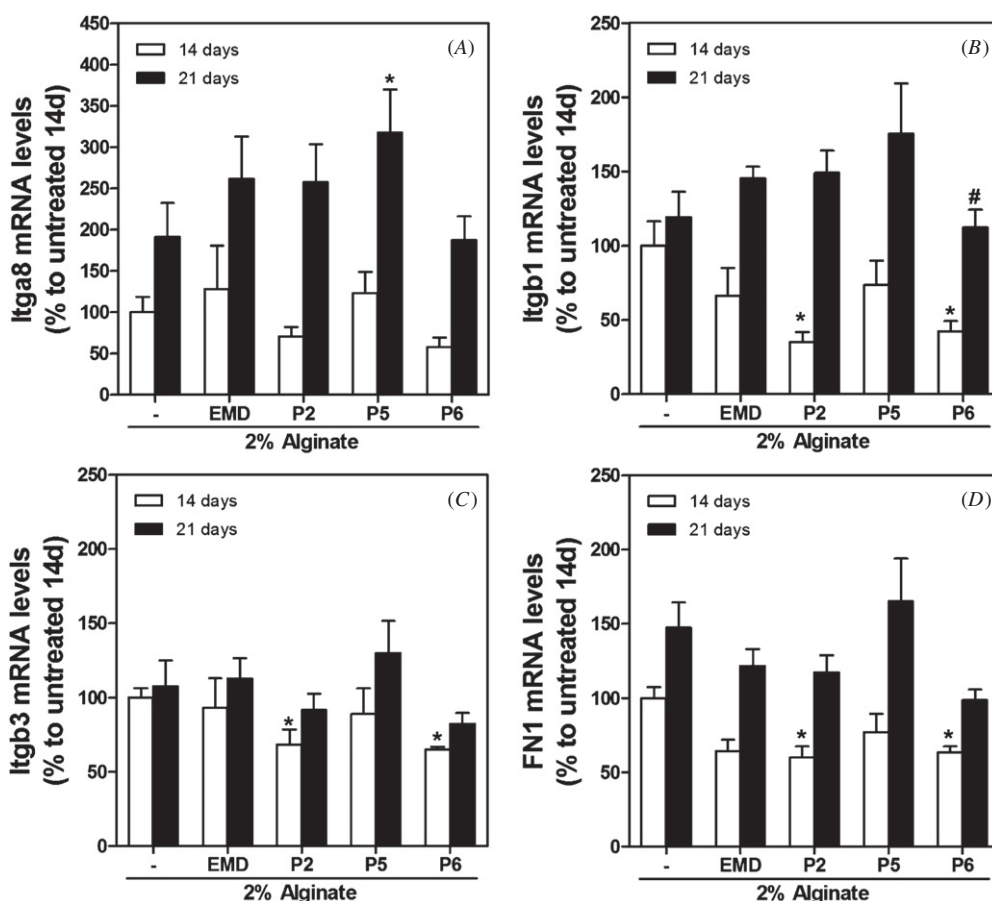 Itga8 mRNA levels
(% to untreated 14d)
450
400
350
300
250
200
150
100
50
0
14 days
21 days
(A)
*
- EMD P2 P5 P6
2% Alginate
Itgb1 mRNA levels
(% to untreated 14d)
250
200
150
100
50
0
14 days
21 days
(B)
*
*
#
- EMD P2 P5 P6
2% Alginate
Itgb3 mRNA levels
(% to untreated 14d)
250
200
150
100
50
0
14 days
21 days
(C)
*
*
- EMD P2 P5 P6
2% Alginate
FN1 mRNA levels
(% to untreated 14d)
250
200
150
100
50
0
14 days
21 days
(D)
*
*
- EMD P2 P5 P6
2% Alginate